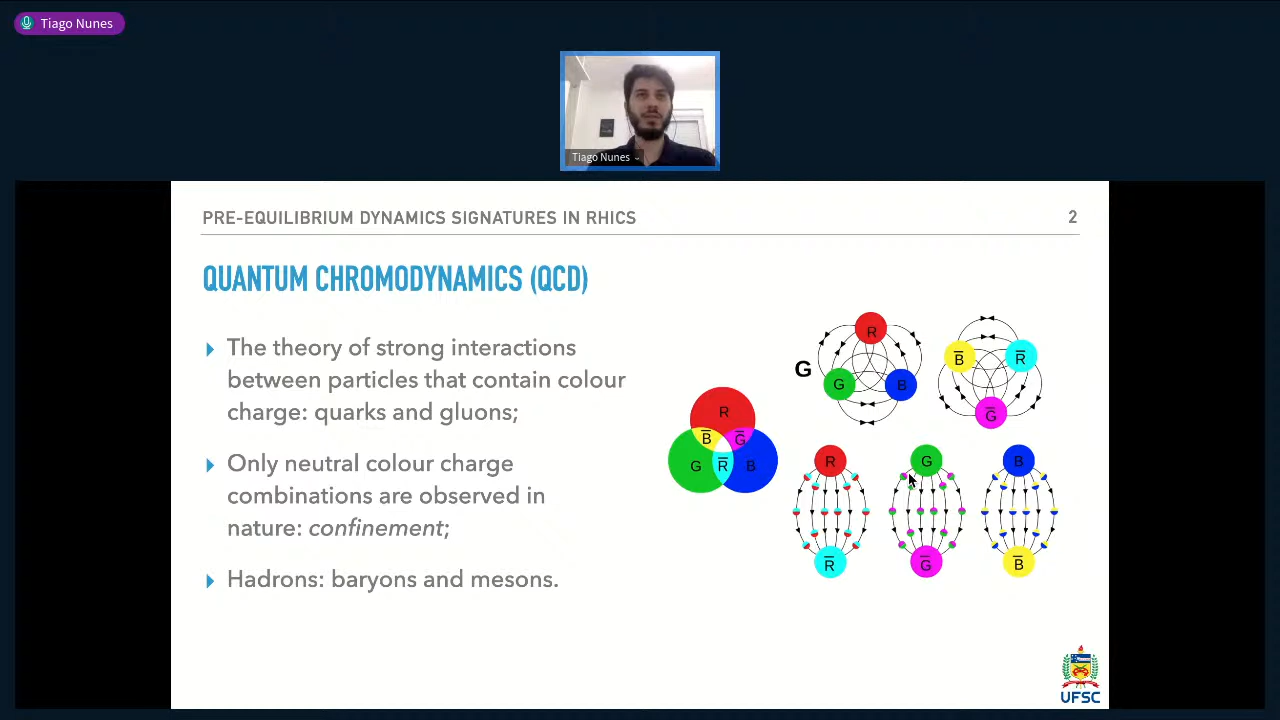 Tiago Nunes
Tiago Nunes
PRE-EQUILIBRIUM DYNAMICS SIGNATURES IN RHICS
2
QUANTUM CHROMODYNAMICS (QCD)
The theory of strong interactions
between particles that contain colour
charge: quarks and gluons;
Only neutral colour charge
combinations are observed in
nature: confinement;
Hadrons: baryons and mesons.
R
B̅ G̅
G R̅ B
G
R
G B
B̅ R̅
G̅
R G B
R̅ G̅ B̅
UFSC